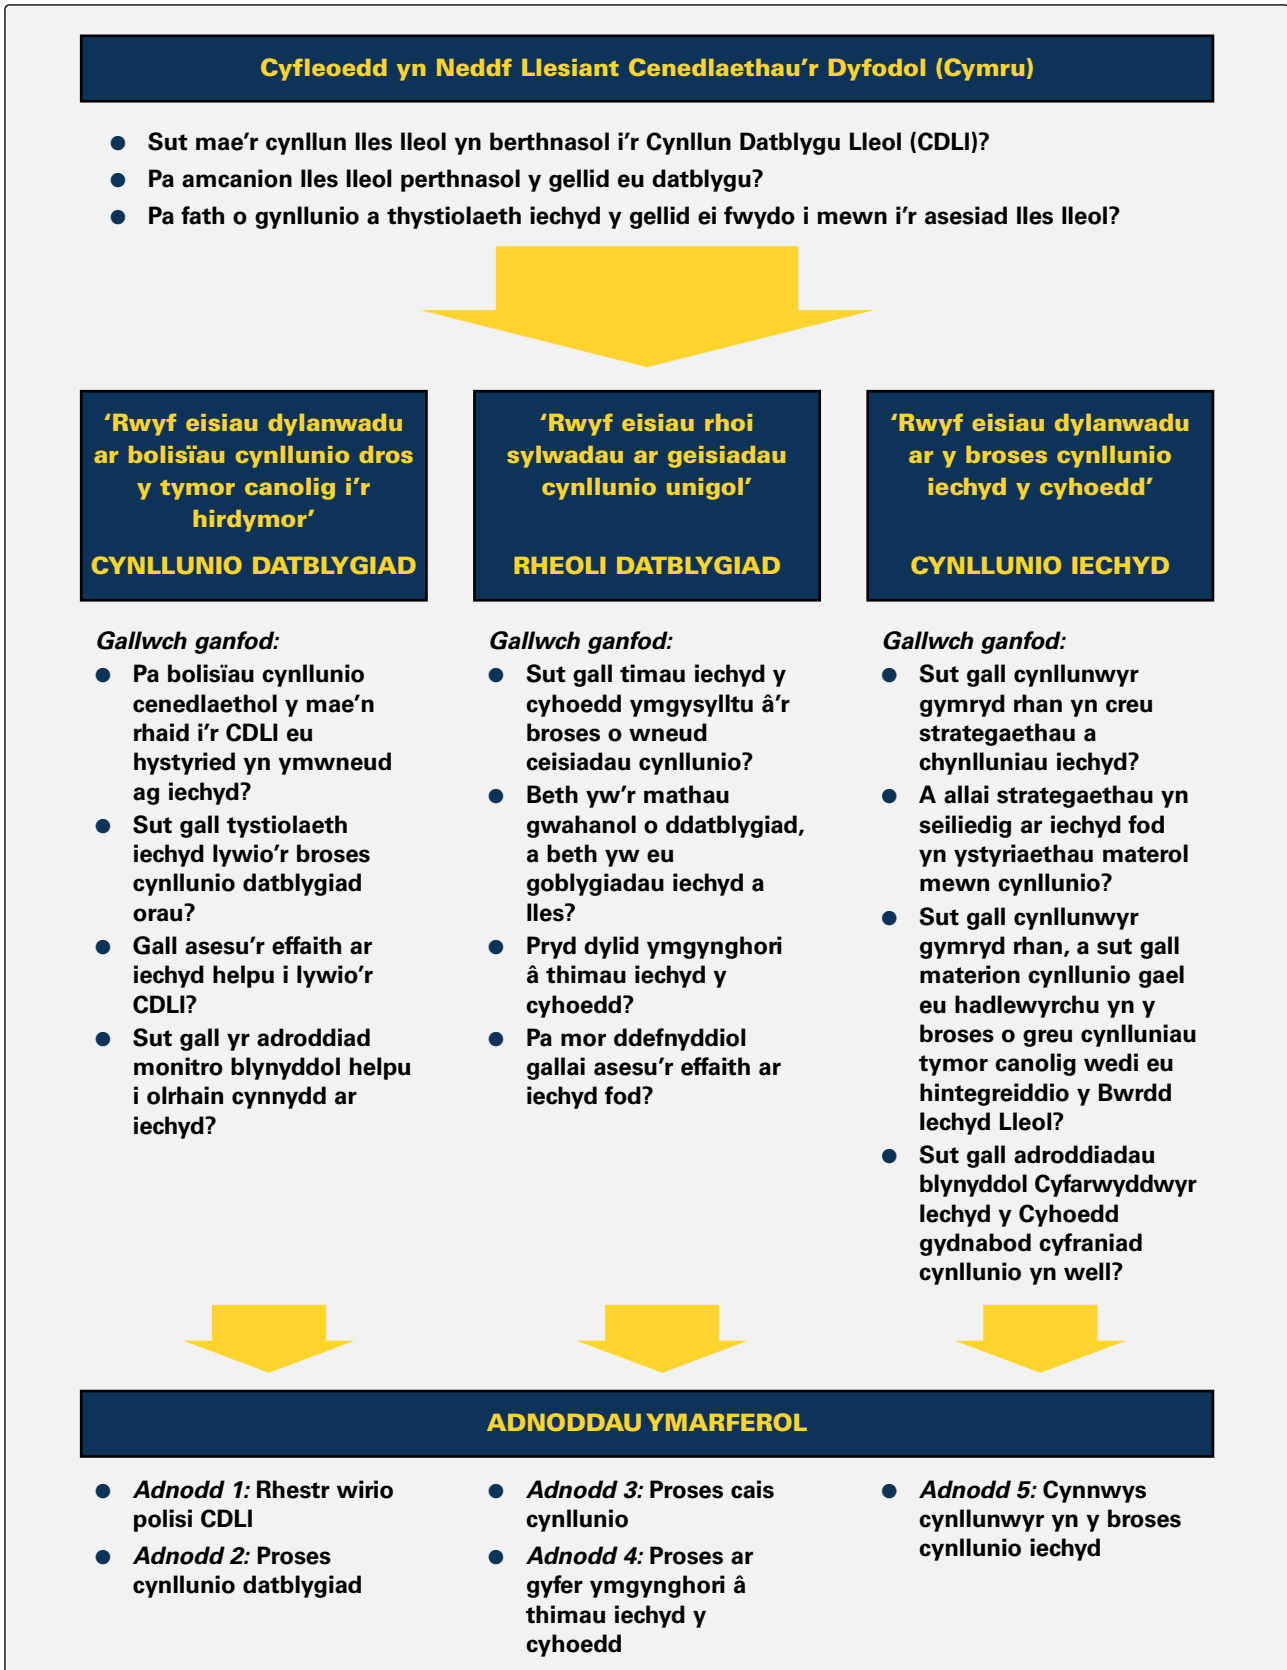 Cyfleoedd yn Neddf Llesiant Cenedlaethau'r Dyfodol (Cymru)
● Sut mae'r cynllun lles lleol yn berthnasol i'r Cynllun Datblygu Lleol (CDLl)?
● Pa amcanion lles lleol perthnasol y gellid eu datblygu?
● Pa fath o gynllunio a thystiolaeth iechyd y gellid ei fwydo i mewn i'r asesiad lles lleol?
‘Rwyf eisiau dylanwadu
ar bolisïau cynllunio dros
y tymor canolig i'r
hirdymor’
CYNLLUNIO DATBLYGIAD
Gallwch ganfod:
● Pa bolisïau cynllunio
cenedlaethol y mae'n
rhaid i'r CDLl eu
hystyried yn ymwneud
ag iechyd?
● Sut gall tystiolaeth
iechyd lywio'r broses
cynllunio datblygiad
orau?
● Gall asesu'r effaith ar
iechyd helpu i lywio'r
CDLl?
● Sut gall yr adroddiad
monitro blynyddol helpu
i olrhain cynnydd ar
iechyd?
‘Rwyf eisiau rhoi
sylwadau ar geisiadau
cynllunio unigol’
RHEOLI DATBLYGIAD
Gallwch ganfod:
● Sut gall timau iechyd y
cyhoedd ymgysylltu â'r
broses o wneud
ceisiadau cynllunio?
● Beth yw'r mathau
gwahanol o ddatblygiad,
a beth yw eu
goblygiadau iechyd a
lles?
● Pryd dylid ymgynghori
â thimau iechyd y
cyhoedd?
● Pa mor ddefnyddiol
gallai asesu'r effaith ar
iechyd fod?
‘Rwyf eisiau dylanwadu
ar y broses cynllunio
iechyd y cyhoedd’
CYNLLUNIO IECHYD
Gallwch ganfod:
● Sut gall cynllunwyr
gymryd rhan yn creu
strategaethau a
chynlluniau iechyd?
● A allai strategaethau yn
seiliedig ar iechyd fod
yn ystyriaethau materol
mewn cynllunio?
● Sut gall cynllunwyr
gymryd rhan, a sut gall
materion cynllunio gael
eu hadlewyrchu yn y
broses o greu cynlluniau
tymor canolig wedi eu
hintegreiddio y Bwrdd
Iechyd Lleol?
● Sut gall adroddiadau
blynyddol Cyfarwyddwyr
Iechyd y Cyhoedd
gydnabod cyfraniad
cynllunio yn well?
ADNODDAU YMARFEROL
● Adnodd 1: Rhestr wirio
polisi CDLl
● Adnodd 2: Proses
cynllunio datblygiad
● Adnodd 3: Proses cais
cynllunio
● Adnodd 4: Proses ar
gyfer ymgynghori â
thimau iechyd y
cyhoedd
● Adnodd 5: Cynnwys
cynllunwyr yn y broses
cynllunio iechyd